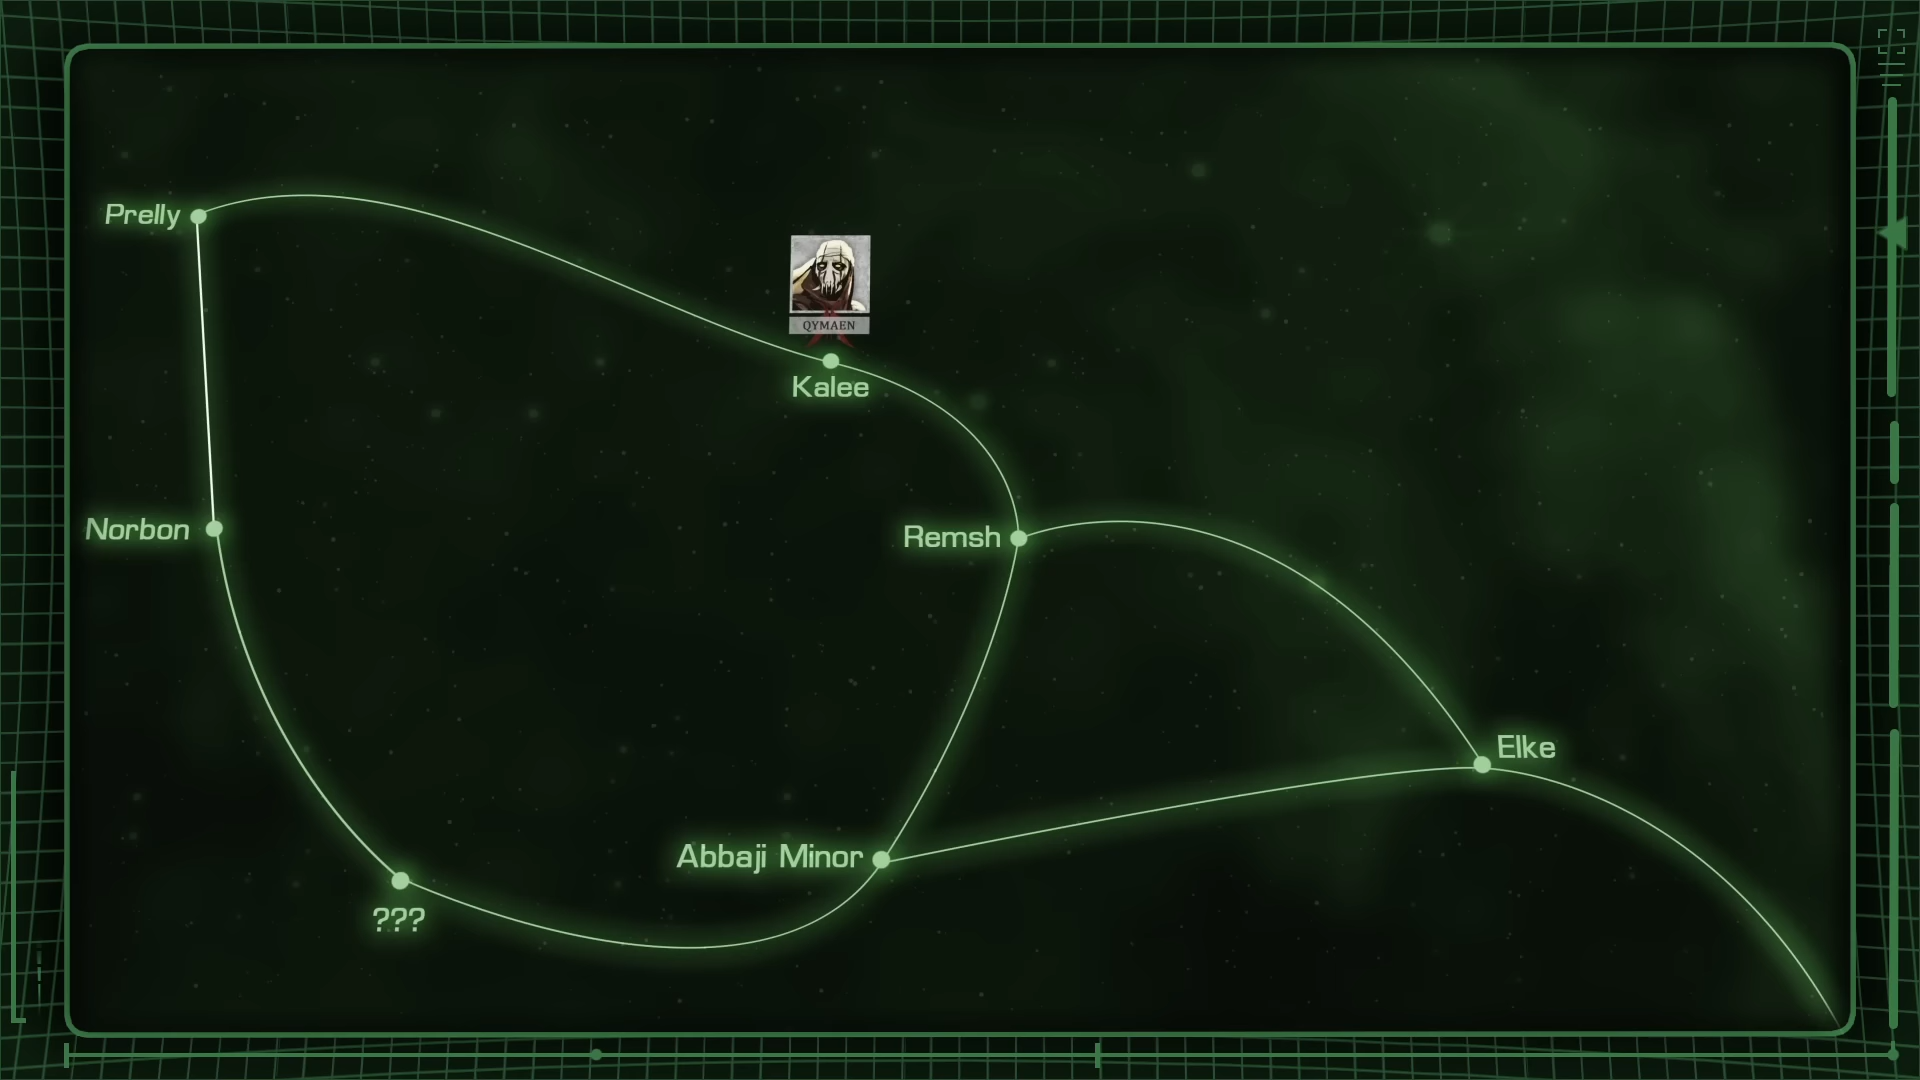 Prelly
QYMAEN
Kalee
Norbon
Remsh
Elke
Abbaji Minor
???